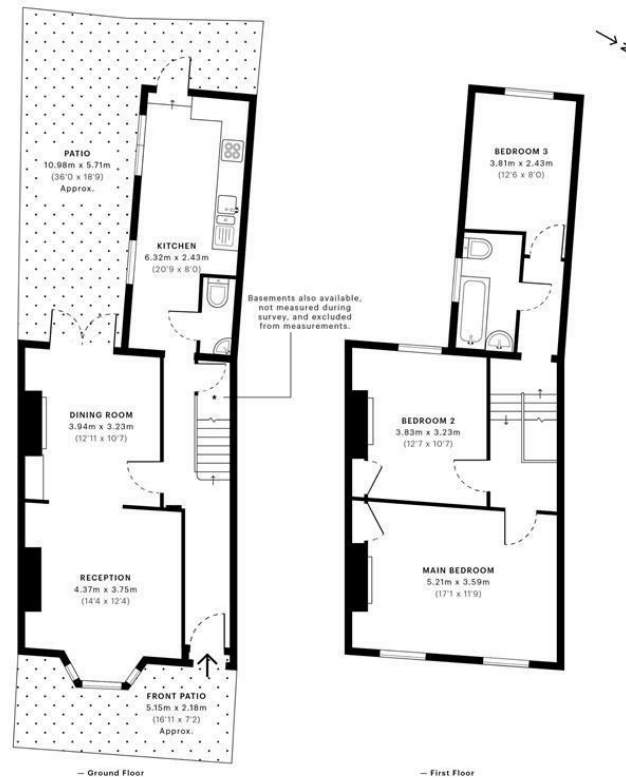 N
PATIO
10.98m x 5.71m
(36'0 x 18'9)
Approx.
KITCHEN
6.32m x 2.43m
(20'9 x 8'0)
BEDROOM 3
3.81m x 2.43m
(12'6 x 8'0)
Basements also available,
not measured during
survey, and excluded
from measurements.
DINING ROOM
3.94m x 3.23m
(12'11 x 10'7)
BEDROOM 2
3.83m x 3.23m
(12'7 x 10'7)
RECEPTION
4.37m x 3.75m
(14'4 x 12'4)
MAIN BEDROOM
5.21m x 3.59m
(17'1 x 11'9)
FRONT PATIO
5.15m x 2.18m
(16'11 x 7'2)
Approx.
— Ground Floor
— First Floor